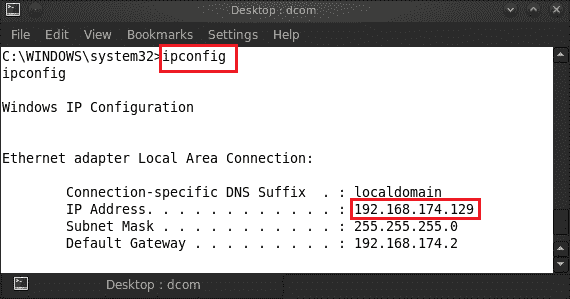 Desktop : dcom
File Edit View Bookmarks Settings Help
C:\WINDOWS\system32>ipconfig
ipconfig
Windows IP Configuration
Ethernet adapter Local Area Connection:
Connection-specific DNS Suffix  . : localdomain
IP Address. . . . . . . . . . . . : 192.168.174.129
Subnet Mask . . . . . . . . . . . : 255.255.255.0
Default Gateway . . . . . . . . . : 192.168.174.2
Desktop : dcom